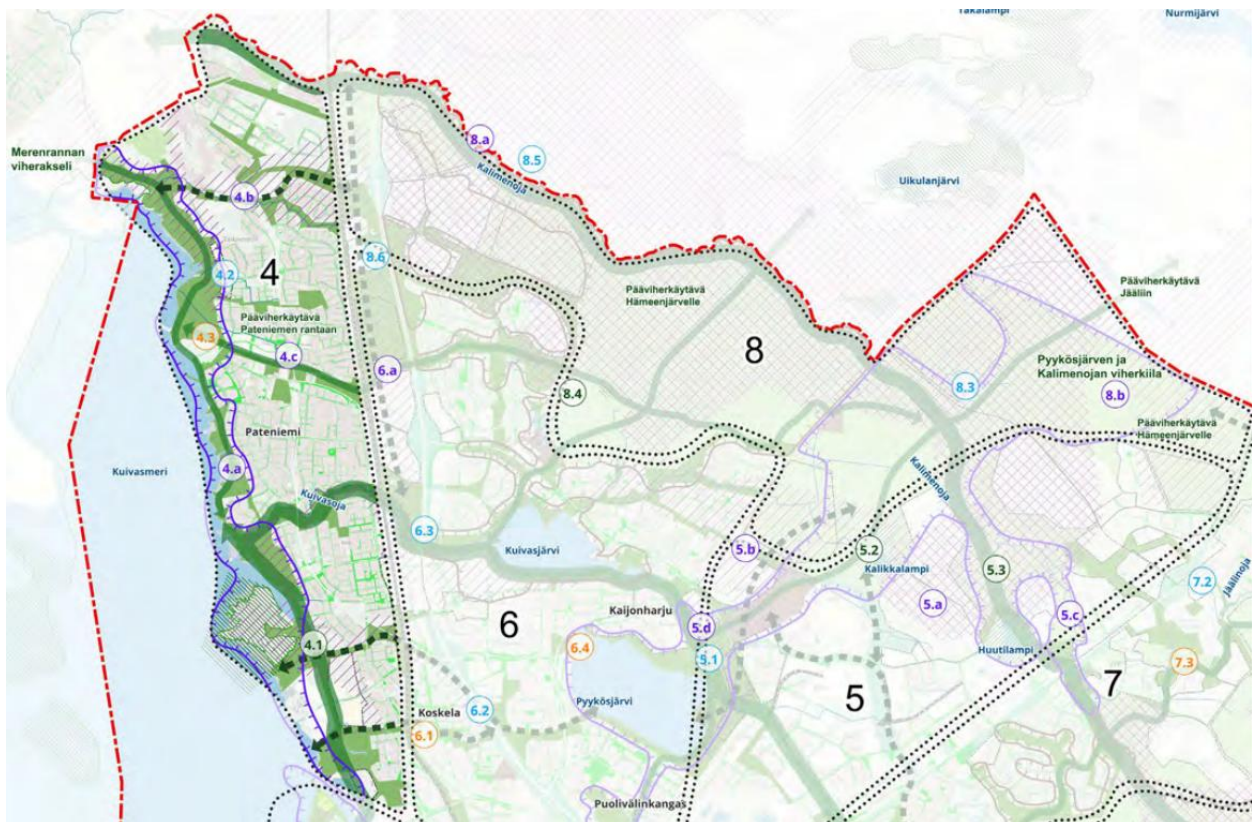 Takalampi
Nurmijärvi
Merenrannan
viherakseli
8.a
8.5
Kalimenoja
Uikulanjärvi
4.b
4
4.2
8.6
Pääviherkäytävä
Hämeenjärvelle
Pääviherkäytävä
Jääliin
4.3
Pääviherkäytävä
Pateniemen rantaan
4.c
6.a
8
8.4
8.3
Pyykösjärven ja
Kalimenojan viherkiila
8.b
Pääviherkäytävä
Hämeenjärvelle
Pateniemi
Kuivasmeri
4.a
Kuivasoja
Kalimenoja
6.3
Kuivasjärvi
5.b
5.2
Kalikkalampi
5.3
5.a
7.2
Jäälinoja
Kaijonharju
6
5.d
5.c
4.1
6.4
5.1
Huutilampi
7.3
7
Pyykösjärvi
5
Koskela
6.2
6.1
Puolivälinkangas